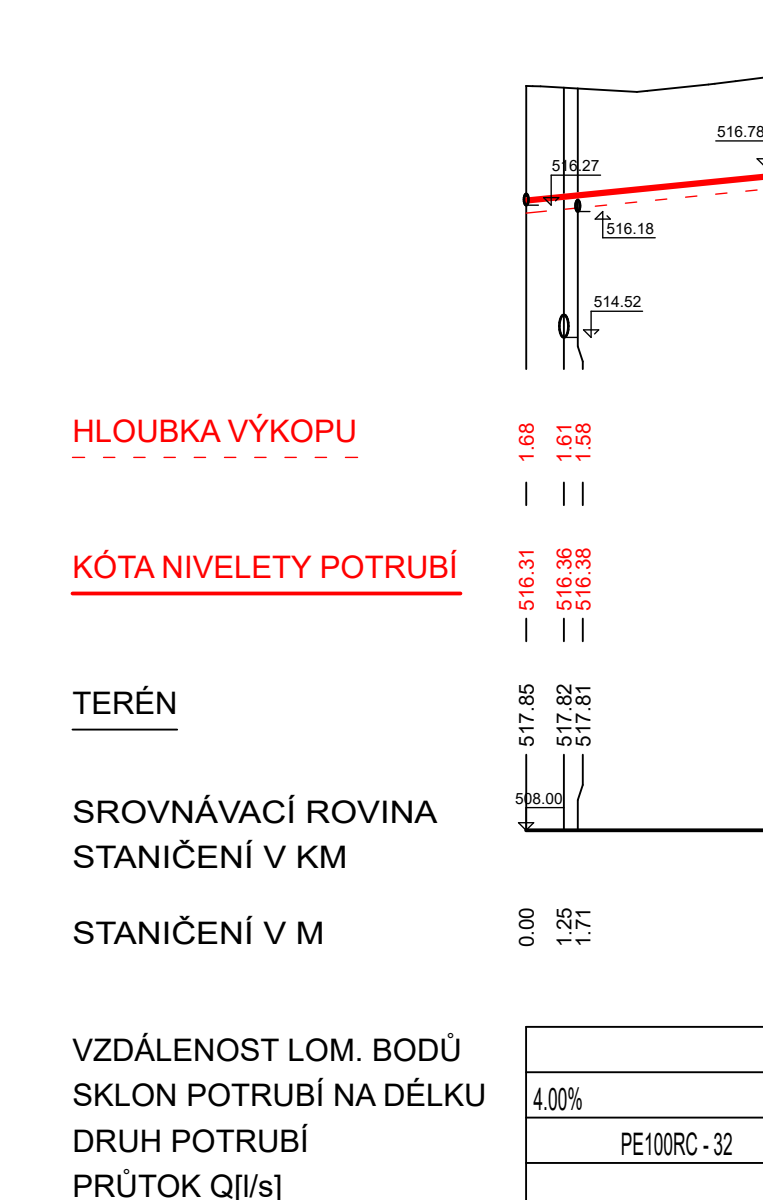 516.78
516.27
516.18
514.52
HLOUBKA VÝKOPU
1.68
1.61
1.58
KÓTA NIVELETY POTRUBÍ
516.31
516.36
516.38
TERÉN
517.85
517.82
517.81
508.00
SROVNÁVACÍ ROVINA
STANIČENÍ V KM
STANIČENÍ V M
0.00
1.25
1.71
VZDÁLENOST LOM. BODŮ
SKLON POTRUBÍ NA DÉLKU
4.00%
DRUH POTRUBÍ
PE100RC - 32
PRŮTOK Q[l/s]